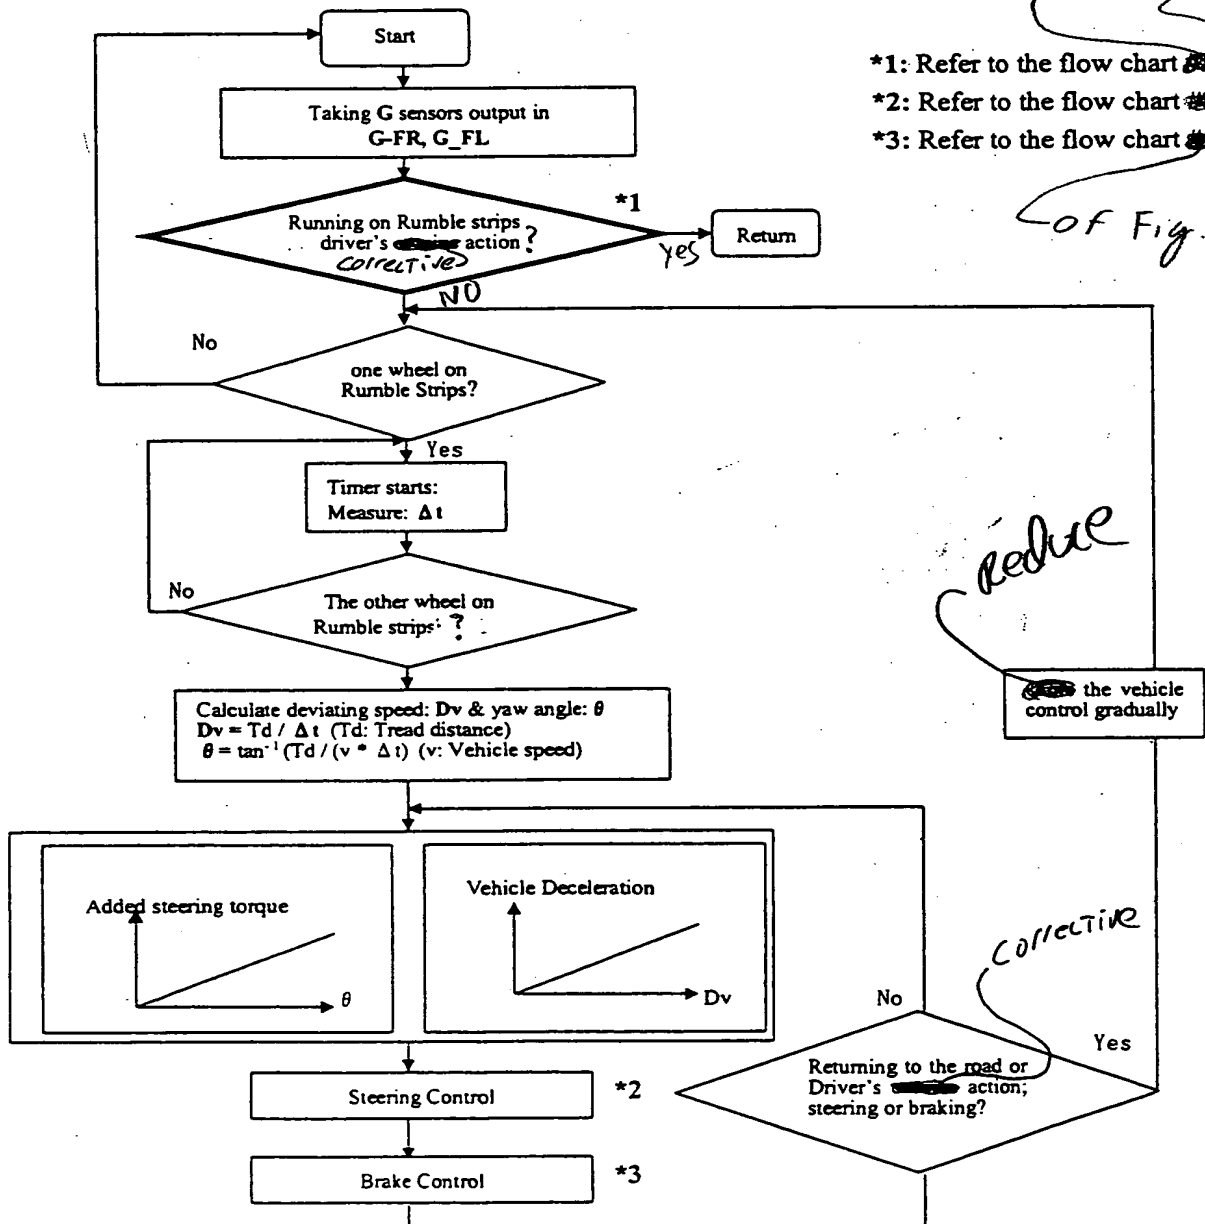 Start
*1: Refer to the flow chart
*2: Refer to the flow chart
*3: Refer to the flow chart
of Fig.
Taking G sensors output in
G-FR, G_FL
*1
Running on Rumble strips
driver's action?
corrective
yes
Return
NO
No
one wheel on
Rumble Strips?
Yes
Timer starts:
Measure: Δt
No
The other wheel on
Rumble strips ?
Reduce
the vehicle
control gradually
Calculate deviating speed: Dv & yaw angle: θ
Dv = Td / Δt (Td: Tread distance)
θ = tan⁻¹ (Td / (v * Δt) (v: Vehicle speed)
Added steering torque
θ
Vehicle Deceleration
Dv
corrective
No
Yes
Returning to the road or
Driver's action;
steering or braking?
Steering Control
*2
Brake Control
*3